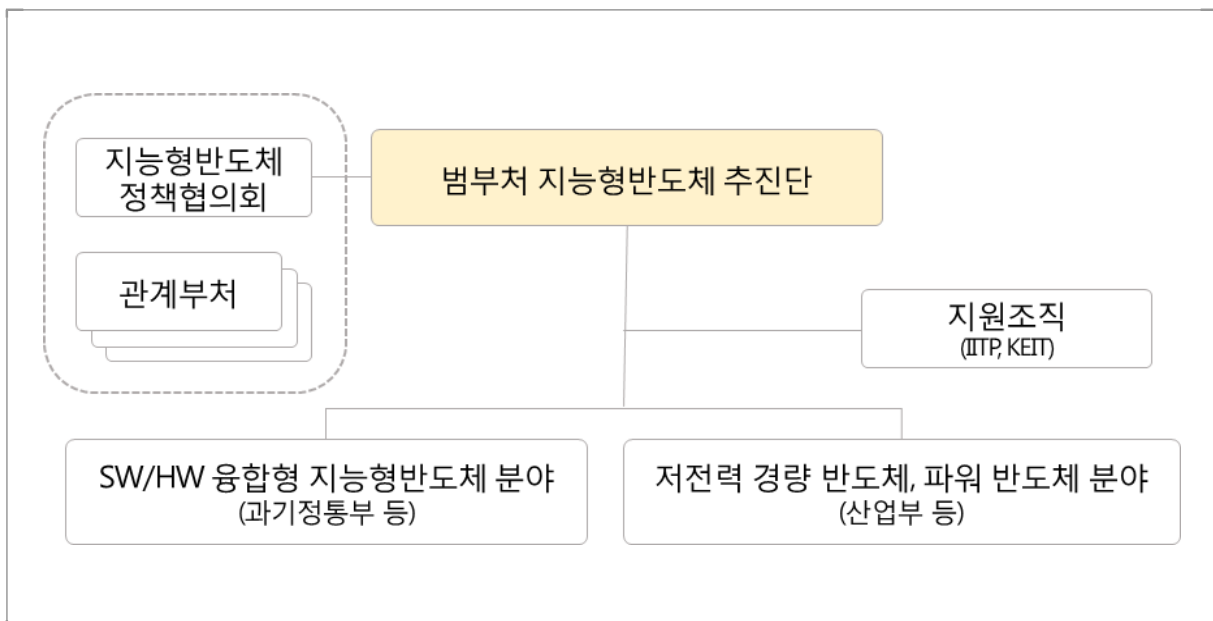 지능형반도체
정책협의회
범부처 지능형반도체 추진단
관계부처
지원조직
(IITP, KEIT)
SW/HW 융합형 지능형반도체 분야
(과기정통부 등)
저전력 경량 반도체, 파워 반도체 분야
(산업부 등)